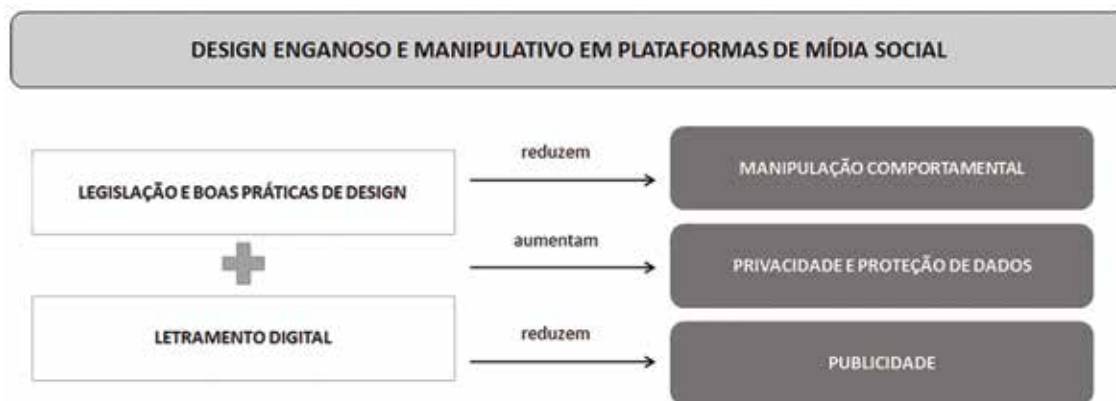 DESIGN ENGANOSO E MANIPULATIVO EM PLATAFORMAS DE MÍDIA SOCIAL
LEGISLAÇÃO E BOAS PRÁTICAS DE DESIGN
LETRAMENTO DIGITAL
reduzem
MANIPULAÇÃO COMPORTAMENTAL
aumentam
PRIVACIDADE E PROTEÇÃO DE DADOS
reduzem
PUBLICIDADE